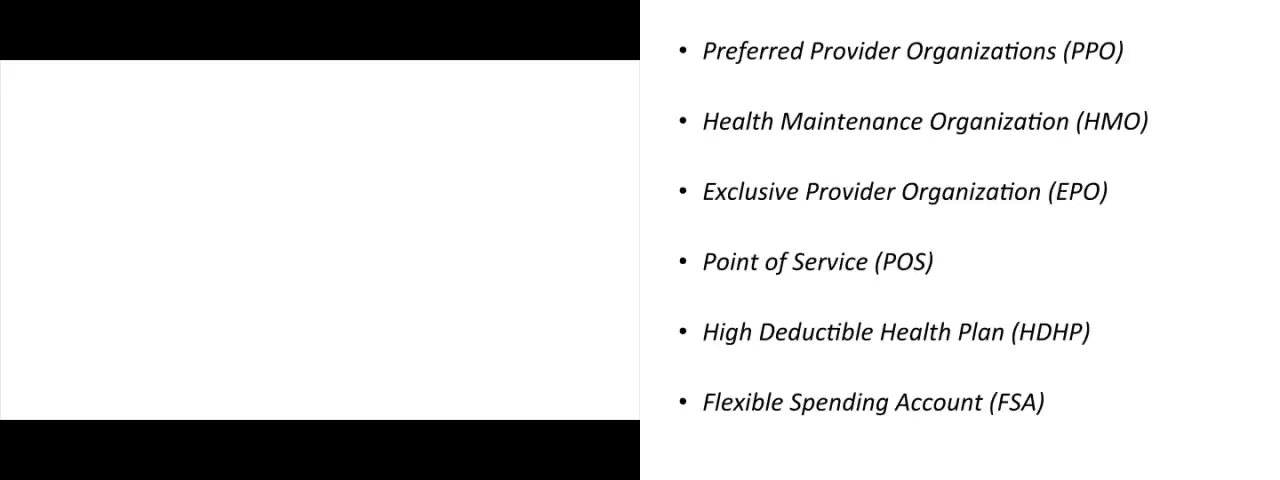 • Preferred Provider Organizations (PPO)
• Health Maintenance Organization (HMO)
• Exclusive Provider Organization (EPO)
• Point of Service (POS)
• High Deductible Health Plan (HDHP)
• Flexible Spending Account (FSA)